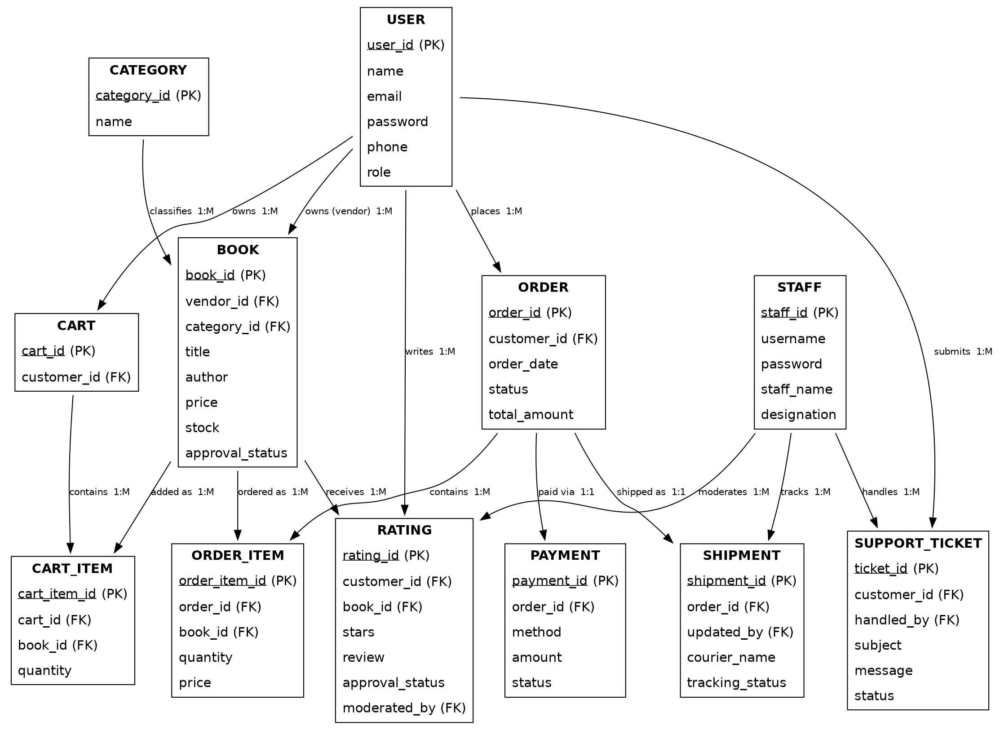 USER
user_id (PK)
name
email
password
phone
role
CATEGORY
category_id (PK)
name
classifies  1:M
owns  1:M
owns (vendor)  1:M
places  1:M
BOOK
book_id (PK)
vendor_id (FK)
category_id (FK)
title
author
price
stock
approval_status
ORDER
order_id (PK)
customer_id (FK)
order_date
status
total_amount
STAFF
staff_id (PK)
username
password
staff_name
designation
CART
cart_id (PK)
customer_id (FK)
writes  1:M
submits  1:M
contains  1:M
added as  1:M
ordered as  1:M
receives  1:M
contains  1:M
paid via  1:1
shipped as  1:1
moderates  1:M
tracks  1:M
handles  1:M
CART_ITEM
cart_item_id (PK)
cart_id (FK)
book_id (FK)
quantity
ORDER_ITEM
order_item_id (PK)
order_id (FK)
book_id (FK)
quantity
price
RATING
rating_id (PK)
customer_id (FK)
book_id (FK)
stars
review
approval_status
moderated_by (FK)
PAYMENT
payment_id (PK)
order_id (FK)
method
amount
status
SHIPMENT
shipment_id (PK)
order_id (FK)
updated_by (FK)
courier_name
tracking_status
SUPPORT_TICKET
ticket_id (PK)
customer_id (FK)
handled_by (FK)
subject
message
status